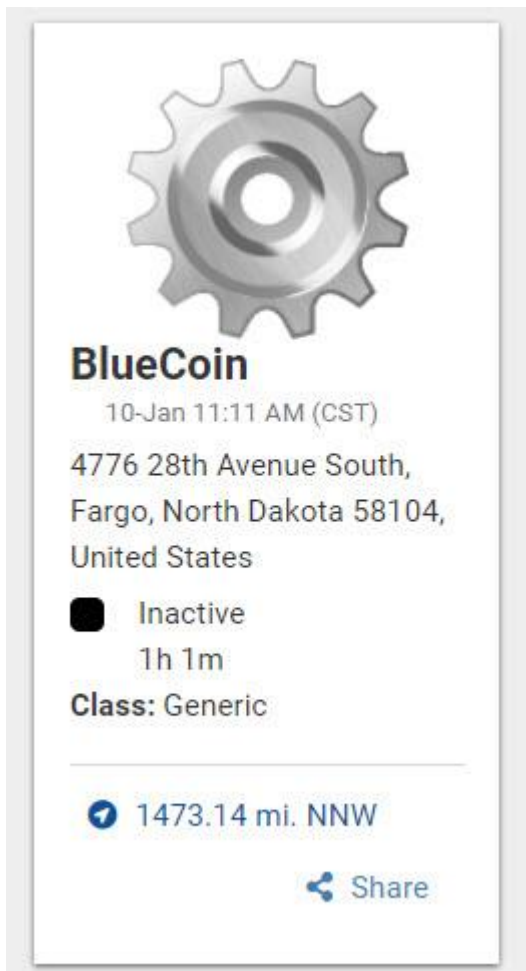 BlueCoin
10-Jan 11:11 AM (CST)
4776 28th Avenue South,
Fargo, North Dakota 58104,
United States
Inactive
1h 1m
Class: Generic
1473.14 mi. NNW
Share